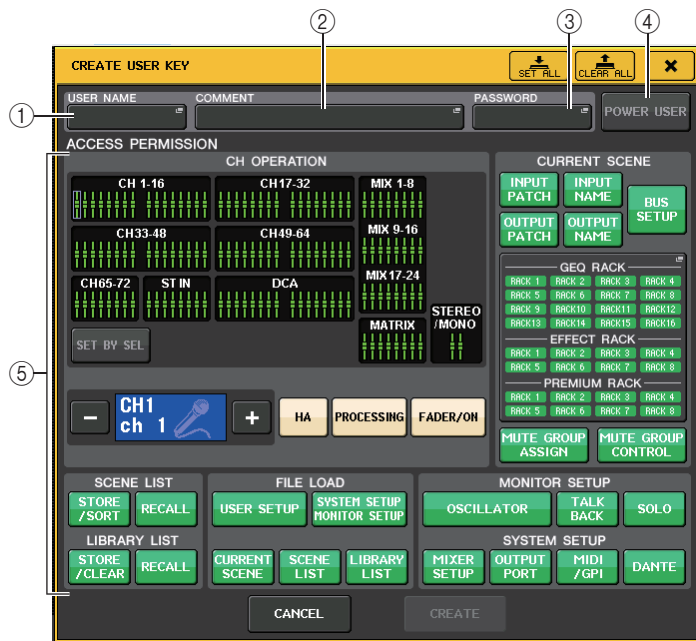 ① ② ③ ④ ⑤
CREATE USER KEY
SET ALL
CLEAR ALL
USER NAME
COMMENT
PASSWORD
POWER USER
ACCESS PERMISSION
CH OPERATION
CH 1-16
CH17-32
MIX 1-8
CH33-48
CH49-64
MIX 9-16
CH65-72
ST IN
DCA
MIX17-24
STEREO
/MONO
MATRIX
SET BY SEL
−
CH1
ch 1
+
HA
PROCESSING
FADER/ON
CURRENT SCENE
INPUT
PATCH
INPUT
NAME
BUS
SETUP
OUTPUT
PATCH
OUTPUT
NAME
GEQ RACK
RACK 1 RACK 2 RACK 3 RACK 4
RACK 5 RACK 6 RACK 7 RACK 8
RACK 9 RACK10 RACK11 RACK12
RACK13 RACK14 RACK15 RACK16
EFFECT RACK
RACK 1 RACK 2 RACK 3 RACK 4
RACK 5 RACK 6 RACK 7 RACK 8
PREMIUM RACK
RACK 1 RACK 2 RACK 3 RACK 4
RACK 5 RACK 6 RACK 7 RACK 8
MUTE GROUP
ASSIGN
MUTE GROUP
CONTROL
SCENE LIST
STORE
/SORT
RECALL
LIBRARY LIST
STORE
/CLEAR
RECALL
FILE LOAD
USER SETUP
SYSTEM SETUP
MONITOR SETUP
CURRENT
SCENE
SCENE
LIST
LIBRARY
LIST
MONITOR SETUP
OSCILLATOR
TALK
BACK
SOLO
SYSTEM SETUP
MIXER
SETUP
OUTPUT
PORT
MIDI
/GPI
DANTE
CANCEL
CREATE